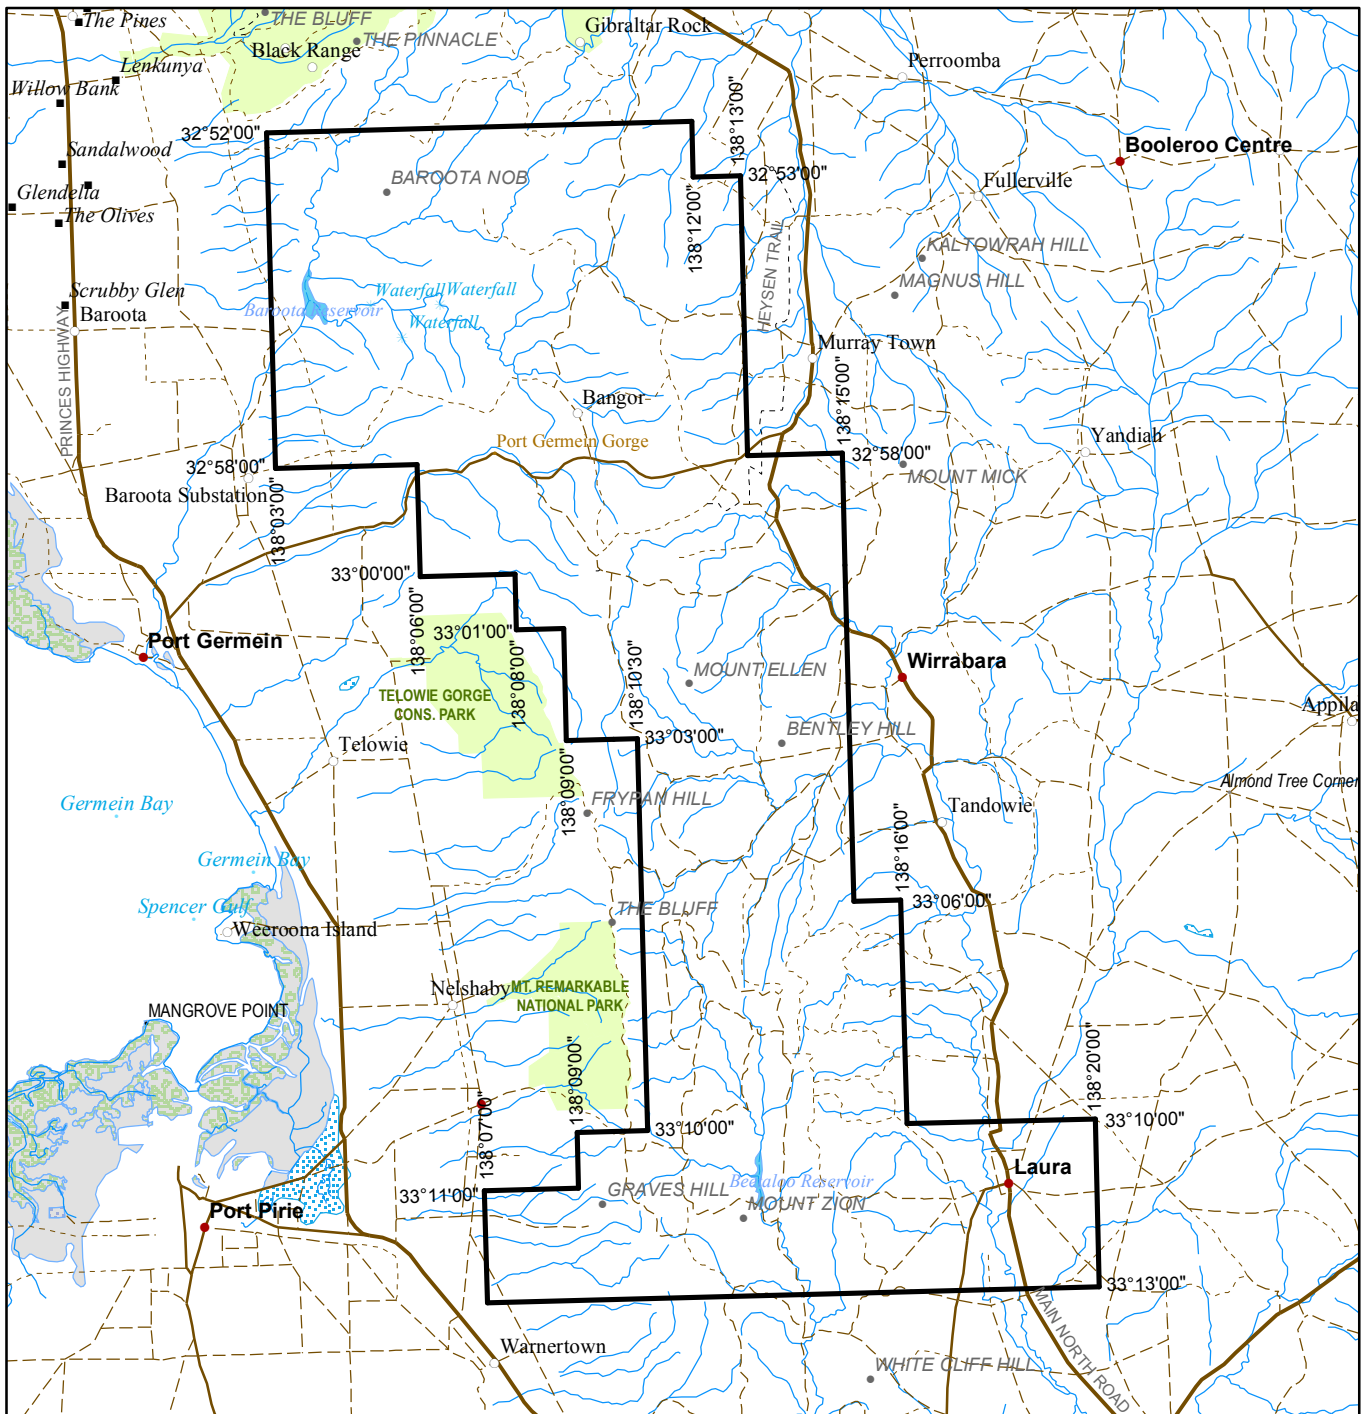 The Pines
THE BLUFF
Gibraltar Rock
THE PINNACLE
Black Range
Lenkunya
Perroomba
Willow Bank
32°52'00"
138°13'00"
Booleroo Centre
Sandalwood
BAROOTA NOB
32°53'00"
Fullerville
Glendella
The Olives
138°12'00"
HEYSEN TRAIL
KALTOWRAH HILL
MAGNUS HILL
Scrubby Glen
Waterfall
Waterfall
Baroota
Baroota Reservoir
Waterfall
Murray Town
PRINCES HIGHWAY
Bangor
138°15'00"
Port Germein Gorge
Yandiah
32°58'00"
32°58'00"
MOUNT MICK
Baroota Substation
138°03'00"
33°00'00"
138°06'00"
33°01'00"
Port Germein
138°08'00"
138°10'30"
MOUNT ELLEN
Wirrabara
TELOWIE GORGE
CONS. PARK
Appila
BENTLEY HILL
Telowie
33°03'00"
138°09'00"
Almond Tree Corner
Germein Bay
FRYPAN HILL
Tandowie
138°16'00"
Germein Bay
Spencer Gulf
33°06'00"
THE BLUFF
Weeroona Island
Nelshaby
MT. REMARKABLE
NATIONAL PARK
MANGROVE POINT
138°09'00"
138°20'00"
138°07'00"
33°10'00"
33°10'00"
Laura
33°11'00"
GRAVES HILL
Beetaloo Reservoir
MOUNT ZION
Port Pirie
33°13'00"
MAIN NORTH ROAD
Warnertown
WHITE CLIFF HILL